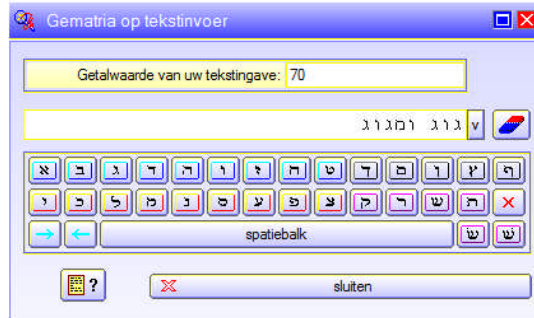 Gematria op tekstinvoer
Getalwaarde van uw tekstingave: 70
גוג ומגוג v
א ב ג ד ה ו ז ח ט ך ם ן ץ ף
י כ ל מ נ ס ע פ צ ק ר ש ת
spatiebalk שׂ שׁ
? sluiten